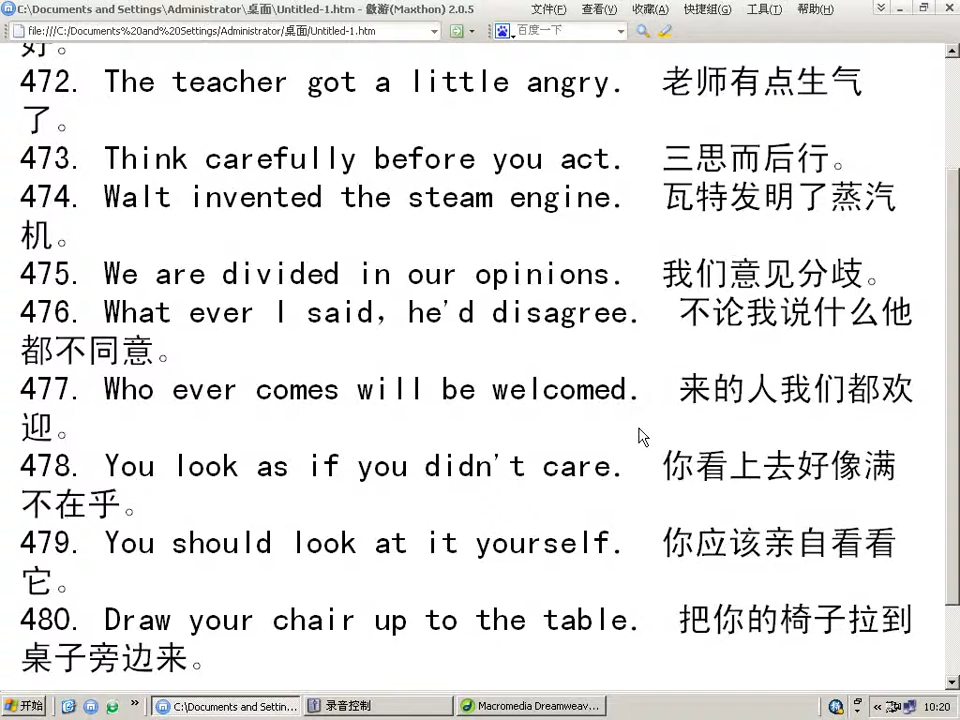 C:\Documents and Settings\Administrator\桌面\Untitled-1.htm - 傲游(Maxthon) 2.0.5
文件(F) 查看(V) 收藏(A) 快捷组(G) 工具(T) 帮助(H)
file:///C:/Documents%20and%20Settings/Administrator/桌面/Untitled-1.htm 百度一下
好。
472. The teacher got a little angry. 老师有点生气
了。
473. Think carefully before you act. 三思而后行。
474. Walt invented the steam engine. 瓦特发明了蒸汽
机。
475. We are divided in our opinions. 我们意见分歧。
476. What ever I said，he'd disagree. 不论我说什么他
都不同意。
477. Who ever comes will be welcomed. 来的人我们都欢
迎。
478. You look as if you didn't care. 你看上去好像满
不在乎。
479. You should look at it yourself. 你应该亲自看看
它。
480. Draw your chair up to the table. 把你的椅子拉到
桌子旁边来。
开始 C:\Documents and Settin... 录音控制 Macromedia Dreamweav... 10:20